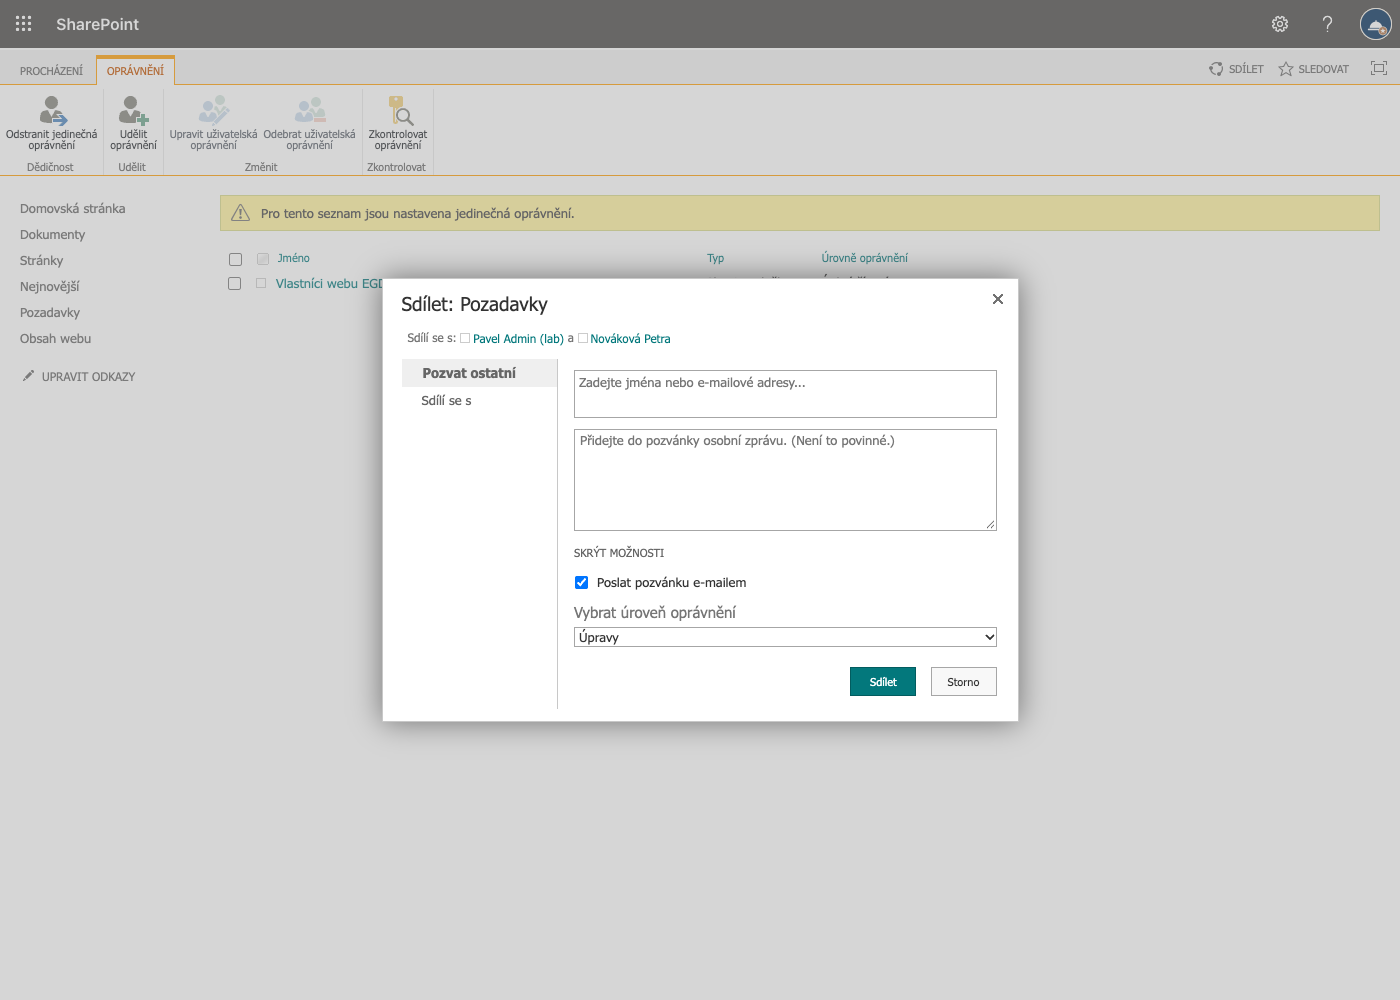 SharePoint
PROCHÁZENÍ
OPRÁVNĚNÍ
SDÍLET
SLEDOVAT
Odstranit jedinečná
oprávnění
Udělit
oprávnění
Upravit uživatelská
oprávnění
Odebrat uživatelská
oprávnění
Zkontrolovat
oprávnění
Dědičnost
Udělit
Změnit
Zkontrolovat
Domovská stránka
Dokumenty
Stránky
Nejnovější
Pozadavky
Obsah webu
UPRAVIT ODKAZY
Pro tento seznam jsou nastavena jedinečná oprávnění.
Jméno
Typ
Úrovně oprávnění
Vlastníci webu
Sdílet: Pozadavky
Sdílí se s: Pavel Admin (lab) a Nováková Petra
Pozvat ostatní
Sdílí se s
Zadejte jména nebo e-mailové adresy...
Přidejte do pozvánky osobní zprávu. (Není to povinné.)
SKRÝT MOŽNOSTI
Poslat pozvánku e-mailem
Vybrat úroveň oprávnění
Úpravy
Sdílet
Storno